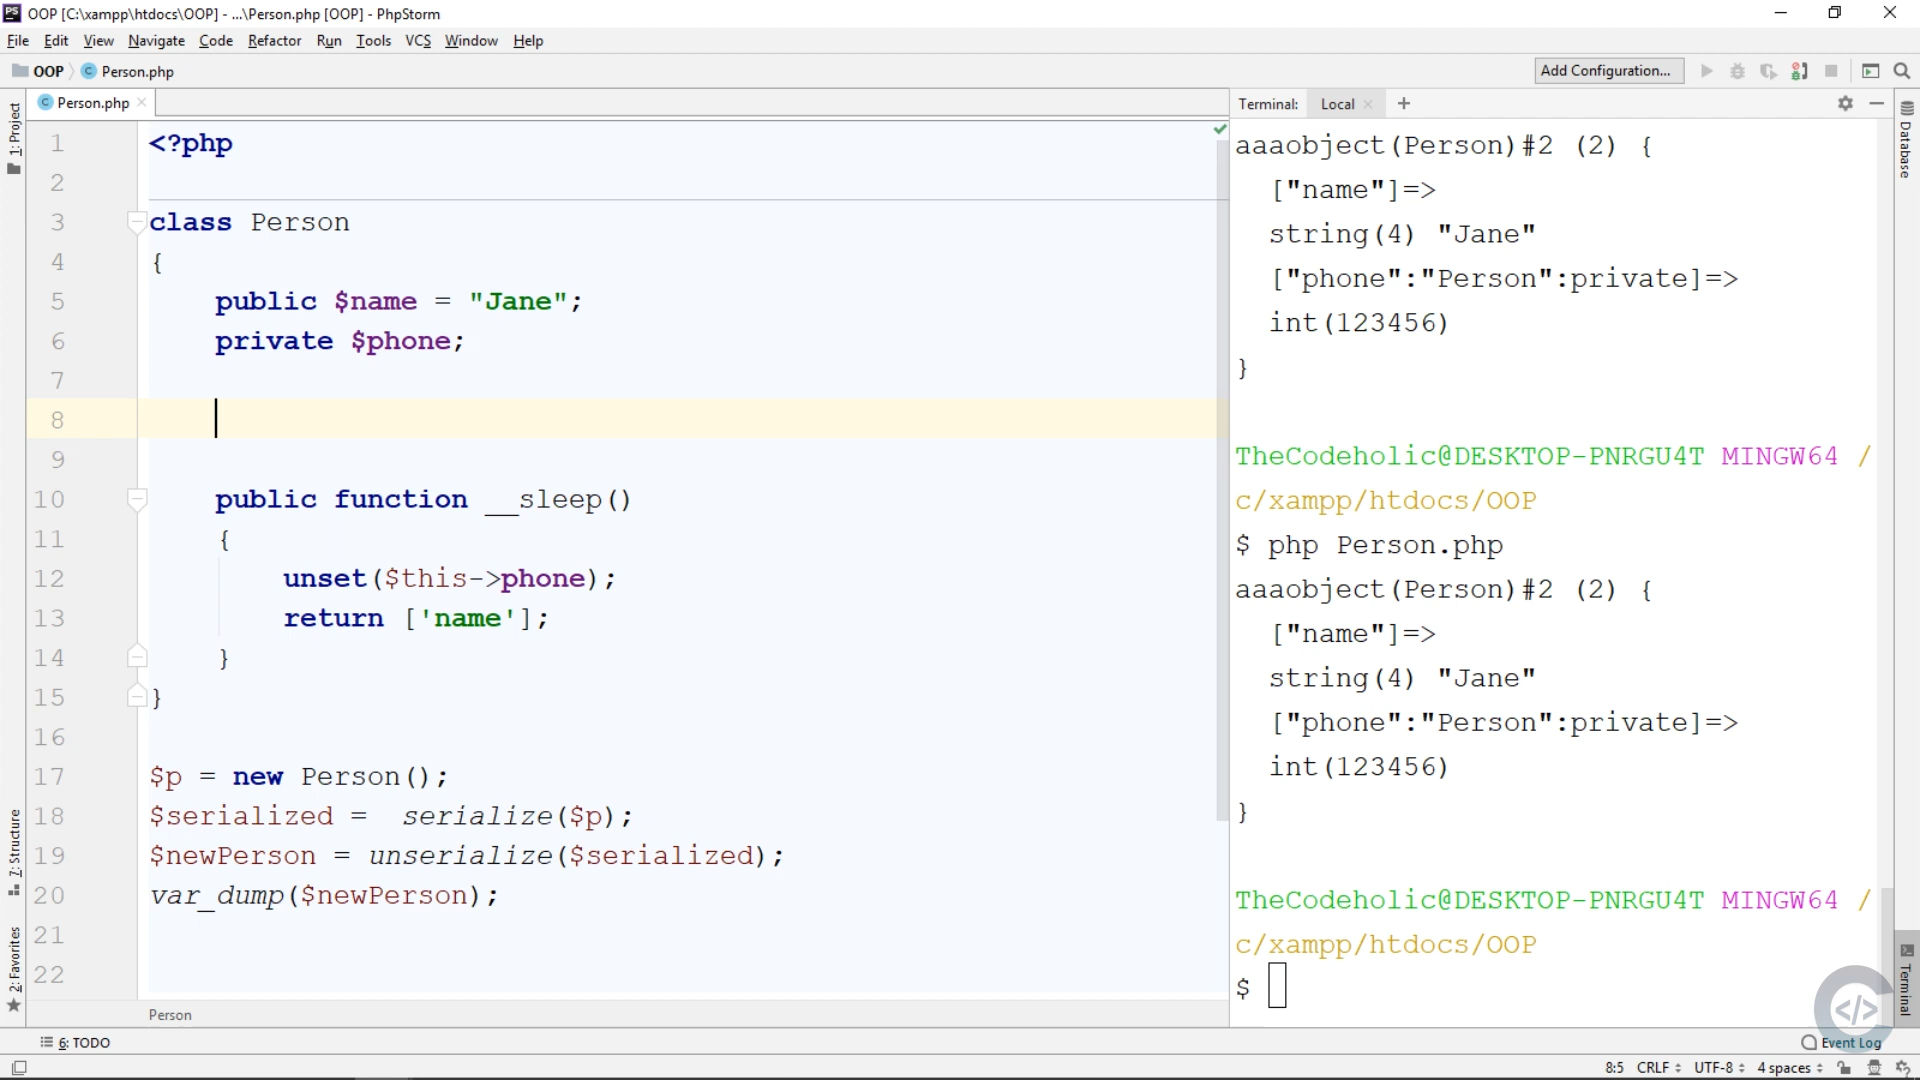 OOP [C:\xampp\htdocs\OOP] - ...\Person.php [OOP] - PhpStorm
File Edit View Navigate Code Refactor Run Tools VCS Window Help
OOP Person.php Add Configuration...
Person.php
1: Project
7: Structure
2: Favorites
1 <?php
2
3 class Person
4 {
5 public $name = "Jane";
6 private $phone;
7
8
9
10 public function __sleep()
11 {
12 unset($this->phone);
13 return ['name'];
14 }
15 }
16
17 $p = new Person();
18 $serialized =  serialize($p);
19 $newPerson = unserialize($serialized);
20 var_dump($newPerson);
21
22
Person
Terminal: Local +
aaaobject(Person)#2 (2) {
["name"]=>
string(4) "Jane"
["phone":"Person":private]=>
int(123456)
}
TheCodeholic@DESKTOP-PNRGU4T MINGW64 /
c/xampp/htdocs/OOP
$ php Person.php
aaaobject(Person)#2 (2) {
["name"]=>
string(4) "Jane"
["phone":"Person":private]=>
int(123456)
}
TheCodeholic@DESKTOP-PNRGU4T MINGW64 /
c/xampp/htdocs/OOP
$
Database
Terminal
6: TODO
Event Log
8:5 CRLF UTF-8 4 spaces